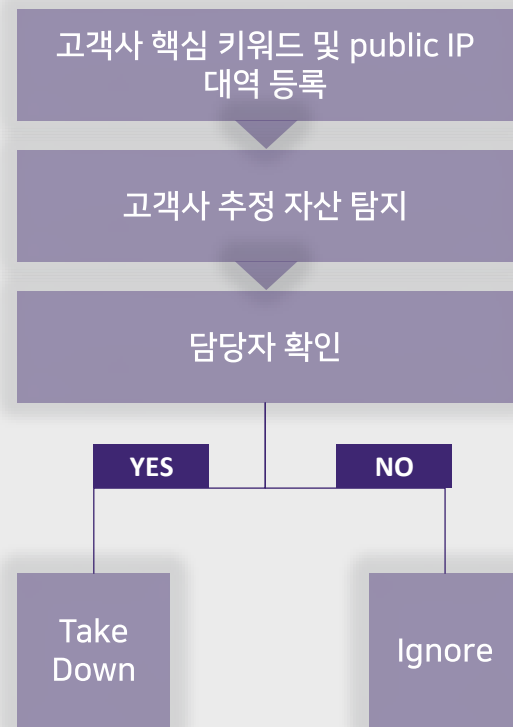 고객사 핵심 키워드 및 public IP
대역 등록
고객사 추정 자산 탐지
담당자 확인
YES
NO
Take
Down
Ignore